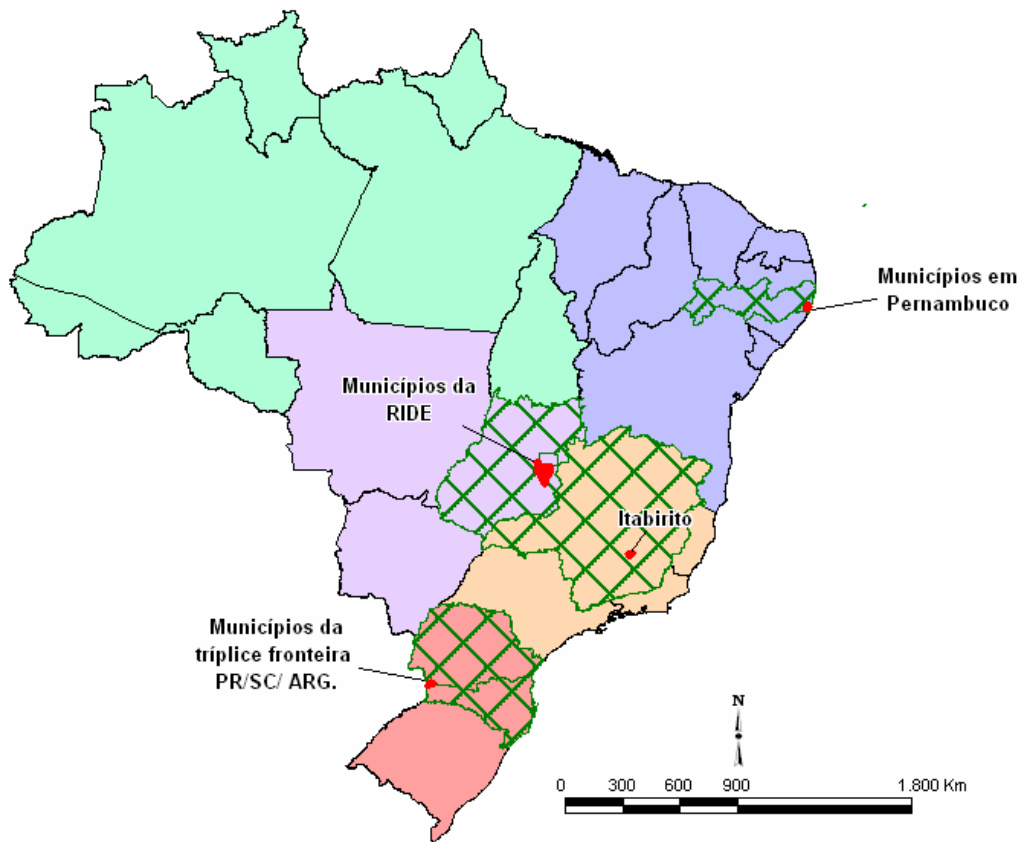 Municípios em
Pernambuco
Municípios da
RIDE
Itabirito
Municípios da
tríplice fronteira
PR/SC/ ARG.
N
0 300 600 900 1.800 Km